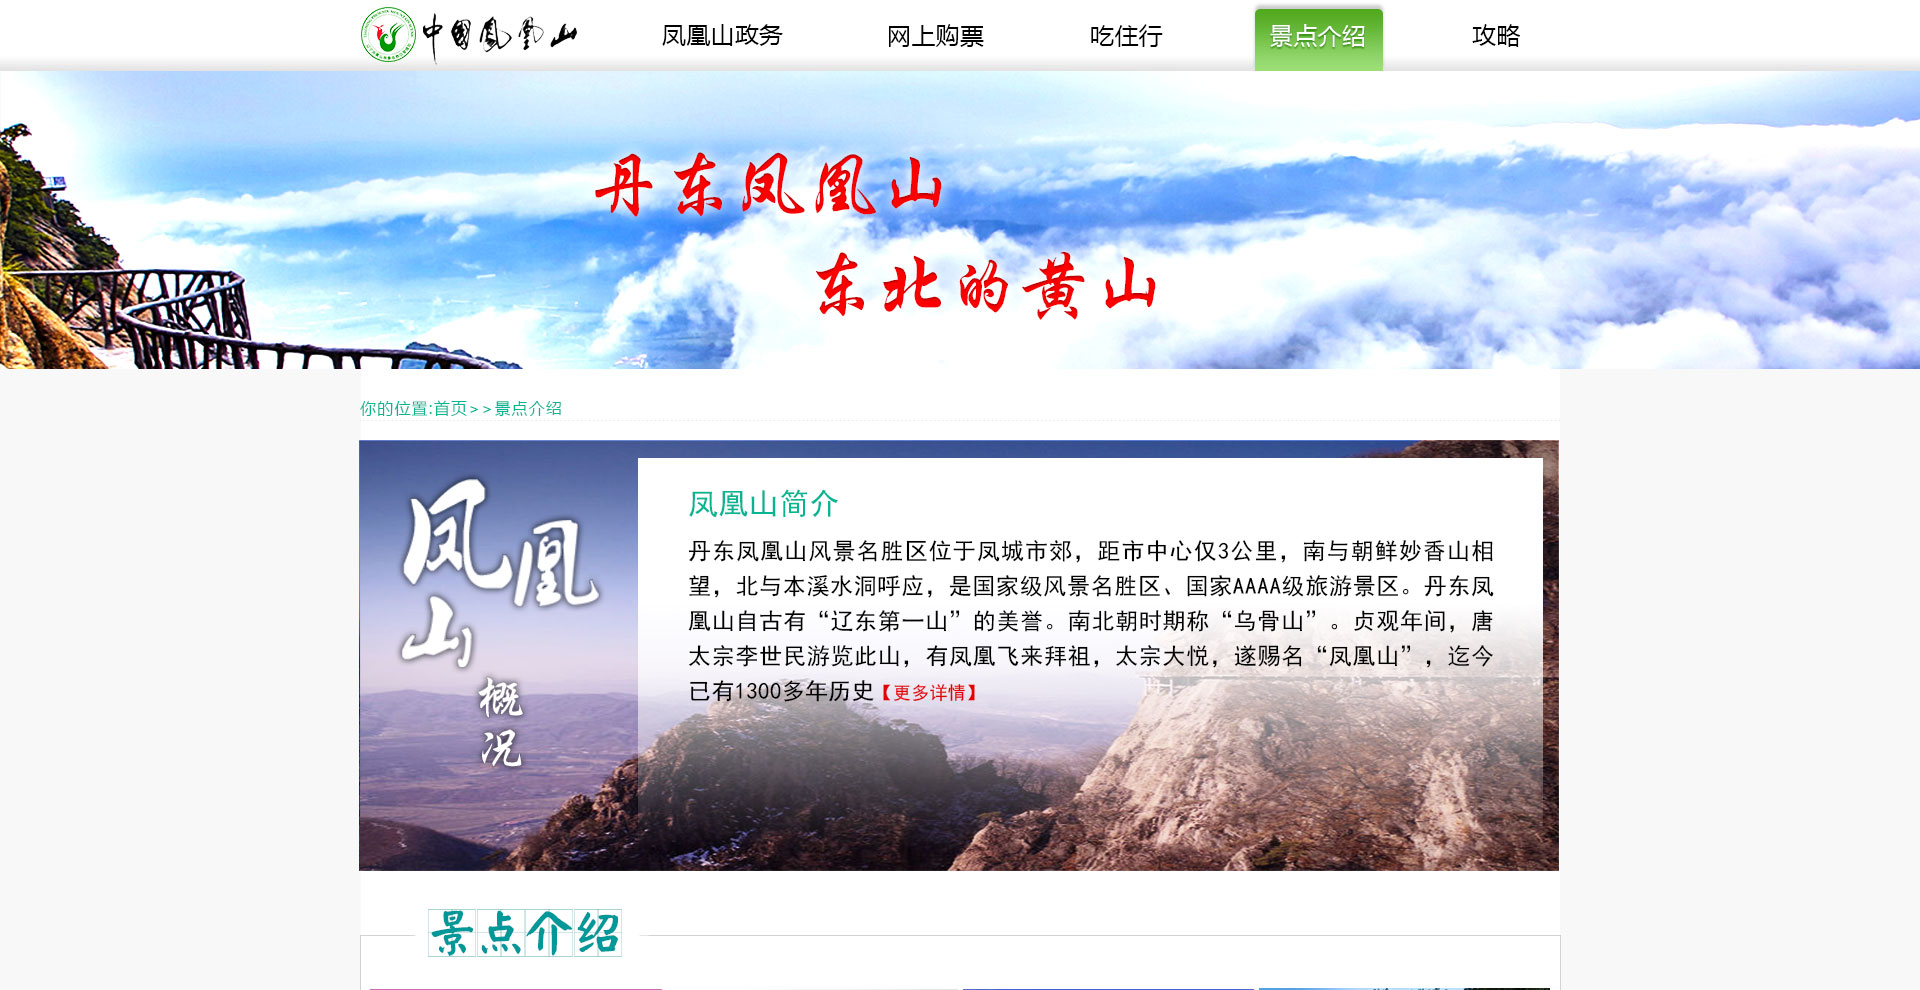 中国凤凰山
凤凰山政务
网上购票
吃住行
景点介绍
攻略
丹东凤凰山
东北的黄山
你的位置:首页>>景点介绍
凤凰山
概况
凤凰山简介
丹东凤凰山风景名胜区位于凤城市郊，距市中心仅3公里，南与朝鲜妙香山相
望，北与本溪水洞呼应，是国家级风景名胜区、国家AAAA级旅游景区。丹东凤
凰山自古有“辽东第一山”的美誉。南北朝时期称“乌骨山”。贞观年间，唐
太宗李世民游览此山，有凤凰飞来拜祖，太宗大悦，遂赐名“凤凰山”，迄今
已有1300多年历史【更多详情】
景点介绍